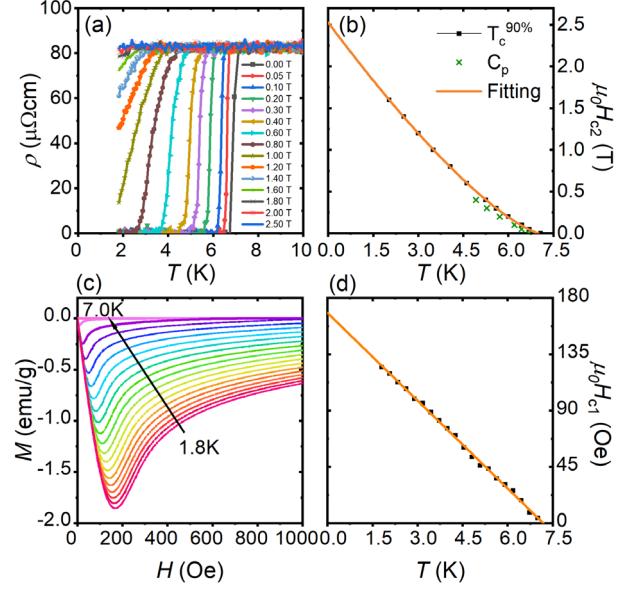 (a)
100
80
60
40
20
0
ρ (μΩcm)
0.00 T
0.05 T
0.10 T
0.20 T
0.30 T
0.40 T
0.60 T
0.80 T
1.00 T
1.20 T
1.40 T
1.60 T
1.80 T
2.00 T
2.50 T
0 2 4 6 8 10
T (K)
(b)
Tc90%
Cp
Fitting
2.5
2.0
1.5
1.0
0.5
0.0
μ0Hc2 (T)
0.0 1.5 3.0 4.5 6.0 7.5
T (K)
(c)
7.0K
1.8K
0.0
-0.5
-1.0
-1.5
-2.0
M (emu/g)
0 200 400 600 800 1000
H (Oe)
(d)
180
135
90
45
0
μ0Hc1 (Oe)
0.0 1.5 3.0 4.5 6.0 7.5
T (K)